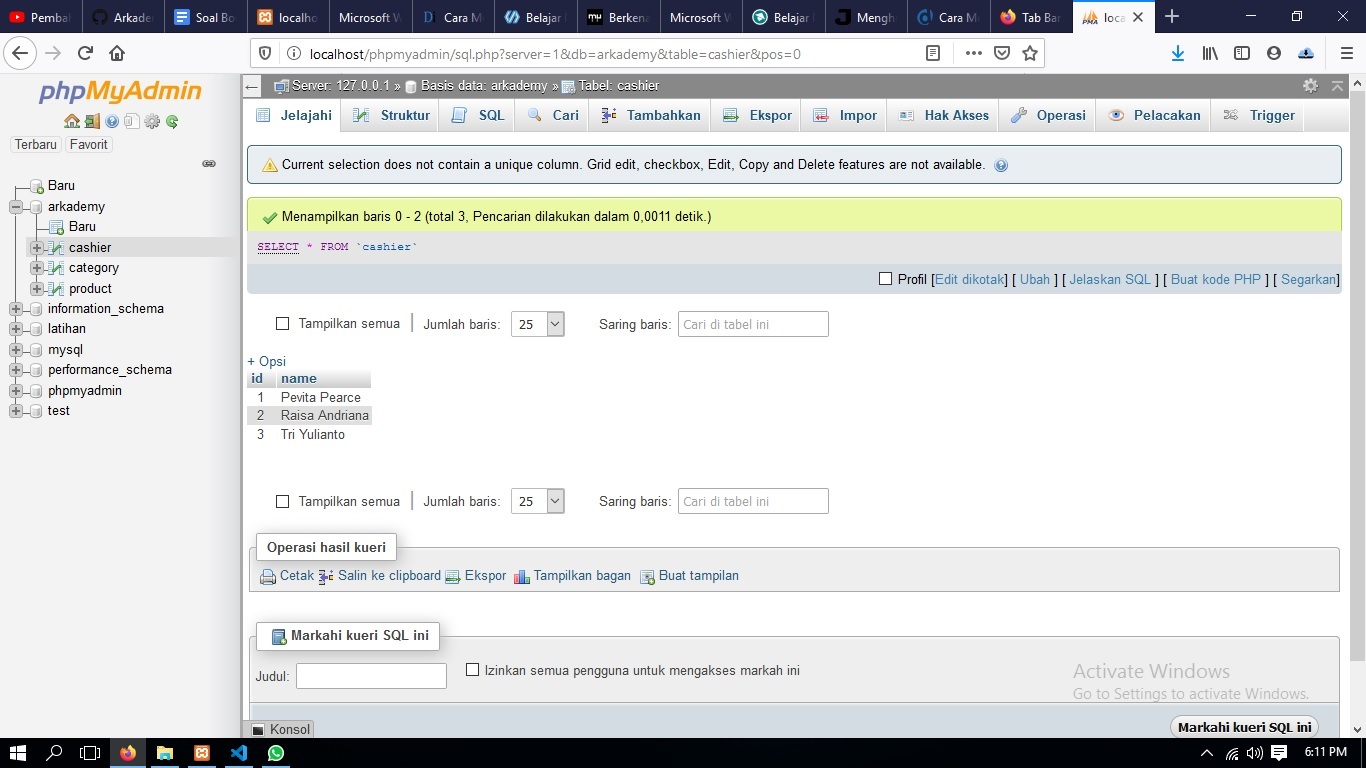 Pembal Arkade Soal Bo localho Microsoft W Cara M Belajar Berkena Microsoft W Belajar Mengh Cara M Tab Bar loca
localhost/phpmyadmin/sql.php?server=1&db=arkademy&table=cashier&pos=0
phpMyAdmin
Terbaru Favorit
Baru
arkademy
Baru
cashier
category
product
information_schema
latihan
mysql
performance_schema
phpmyadmin
test
Server: 127.0.0.1 » Basis data: arkademy » Tabel: cashier
Jelajahi Struktur SQL Cari Tambahkan Ekspor Impor Hak Akses Operasi Pelacakan Trigger
Current selection does not contain a unique column. Grid edit, checkbox, Edit, Copy and Delete features are not available.
Menampilkan baris 0 - 2 (total 3, Pencarian dilakukan dalam 0,0011 detik.)
SELECT * FROM `cashier`
Profil [Edit dikotak] [ Ubah ] [ Jelaskan SQL ] [ Buat kode PHP ] [ Segarkan]
Tampilkan semua | Jumlah baris: 25 Saring baris: Cari di tabel ini
+ Opsi
id name
1 Pevita Pearce
2 Raisa Andriana
3 Tri Yulianto
Tampilkan semua | Jumlah baris: 25 Saring baris: Cari di tabel ini
Operasi hasil kueri
Cetak Salin ke clipboard Ekspor Tampilkan bagan Buat tampilan
Markahi kueri SQL ini
Judul: Izinkan semua pengguna untuk mengakses markah ini
Activate Windows
Go to Settings to activate Windows.
Konsol Markahi kueri SQL ini
6:11 PM